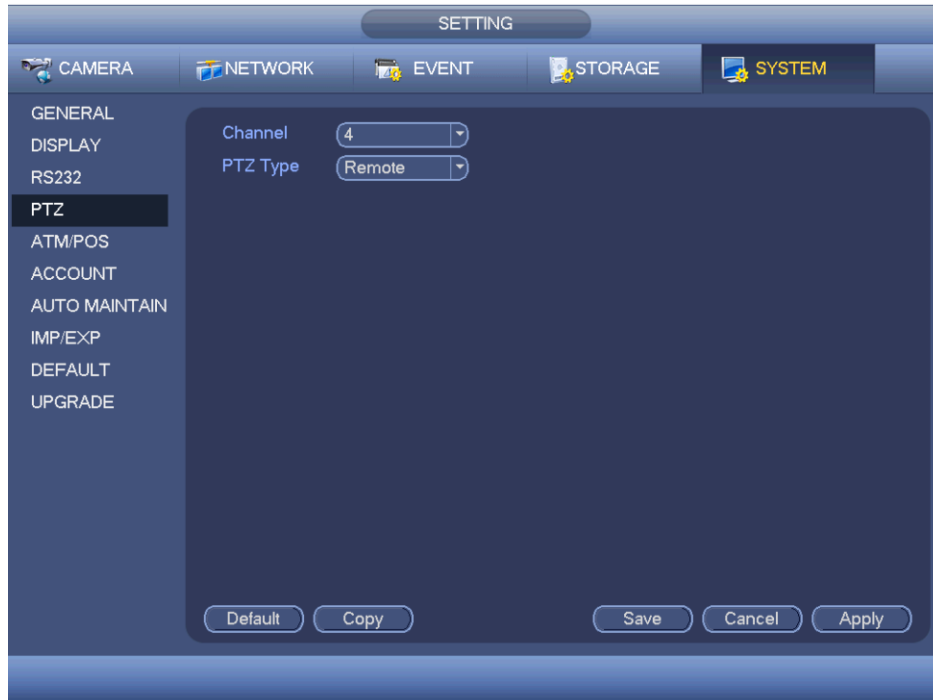 SETTING
CAMERA NETWORK EVENT STORAGE SYSTEM
GENERAL
DISPLAY
RS232
PTZ
ATM/POS
ACCOUNT
AUTO MAINTAIN
IMP/EXP
DEFAULT
UPGRADE
Channel 4
PTZ Type Remote
Default Copy Save Cancel Apply